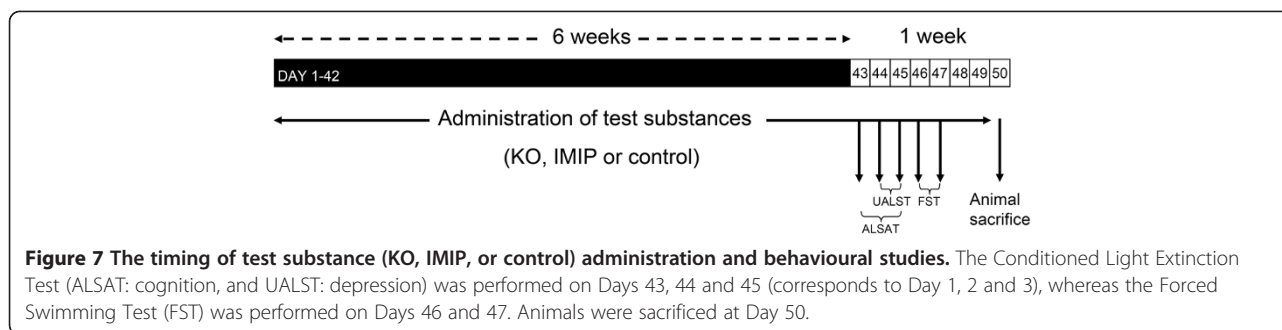 6 weeks 1 week
DAY 1-42 43 44 45 46 47 48 49 50
Administration of test substances
(KO, IMIP or control)
UALST FST Animal
ALSAT sacrifice
Figure 7 The timing of test substance (KO, IMIP, or control) administration and behavioural studies. The Conditioned Light Extinction
Test (ALSAT: cognition, and UALST: depression) was performed on Days 43, 44 and 45 (corresponds to Day 1, 2 and 3), whereas the Forced
Swimming Test (FST) was performed on Days 46 and 47. Animals were sacrificed at Day 50.